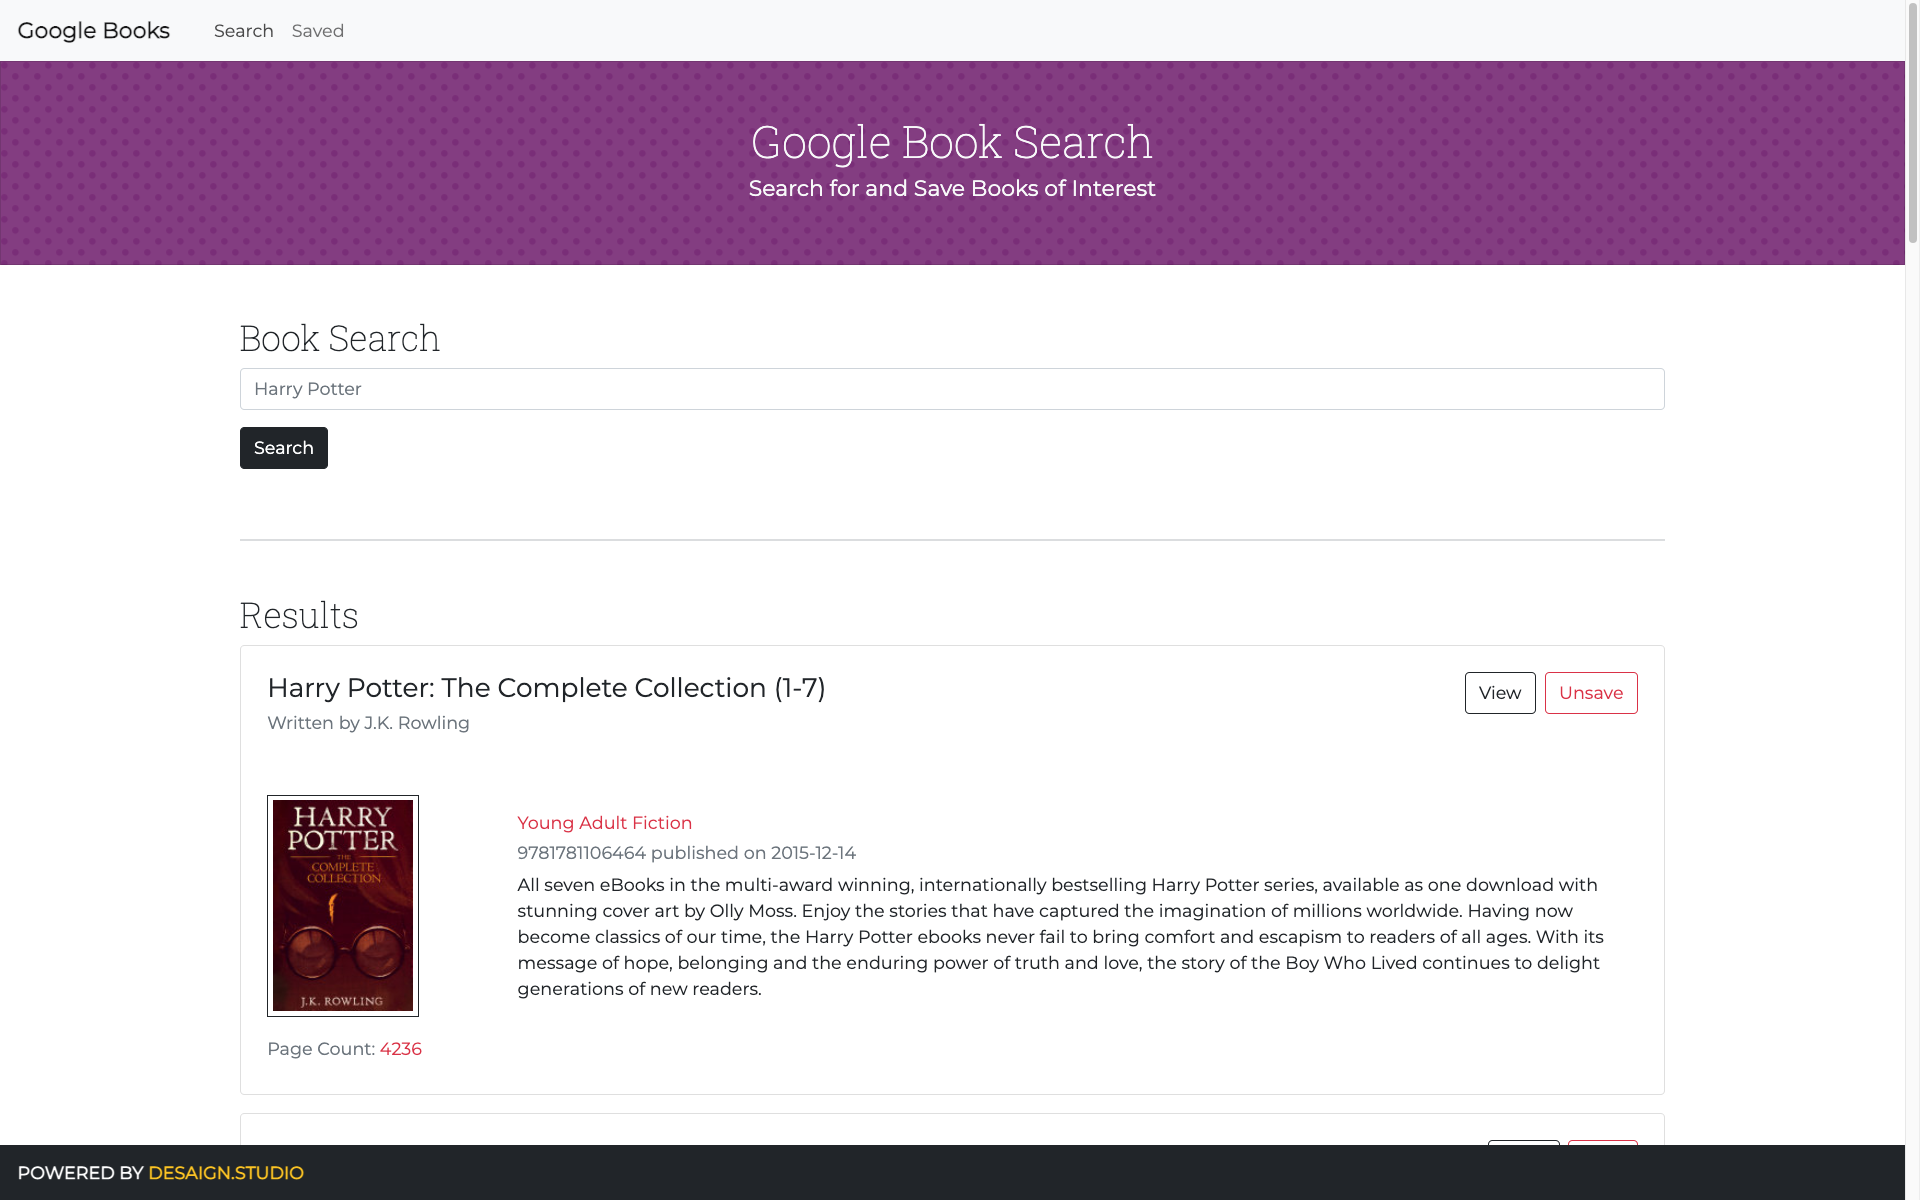 Google Books
Search
Saved
Google Book Search
Search for and Save Books of Interest
Book Search
Harry Potter
Search
Results
Harry Potter: The Complete Collection (1-7)
View
Unsave
Written by J.K. Rowling
HARRY
POTTER
THE
COMPLETE
COLLECTION
J.K. ROWLING
Young Adult Fiction
9781781106464 published on 2015-12-14
All seven eBooks in the multi-award winning, internationally bestselling Harry Potter series, available as one download with
stunning cover art by Olly Moss. Enjoy the stories that have captured the imagination of millions worldwide. Having now
become classics of our time, the Harry Potter ebooks never fail to bring comfort and escapism to readers of all ages. With its
message of hope, belonging and the enduring power of truth and love, the story of the Boy Who Lived continues to delight
generations of new readers.
Page Count: 4236
POWERED BY DESAIGN.STUDIO